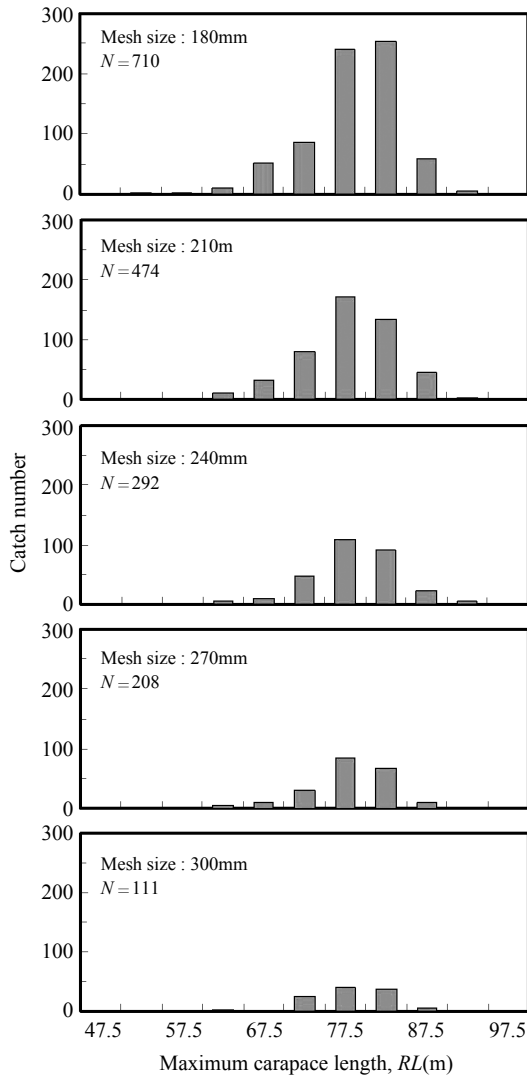 300
Mesh size : 180mm
N = 710
200
100
0
300
Mesh size : 210m
N = 474
200
100
0
300
Mesh size : 240mm
N = 292
200
100
0
300
Mesh size : 270mm
N = 208
200
100
0
300
Mesh size : 300mm
N = 111
200
100
0
Catch number
47.5 57.5 67.5 77.5 87.5 97.5
Maximum carapace length, RL(m)